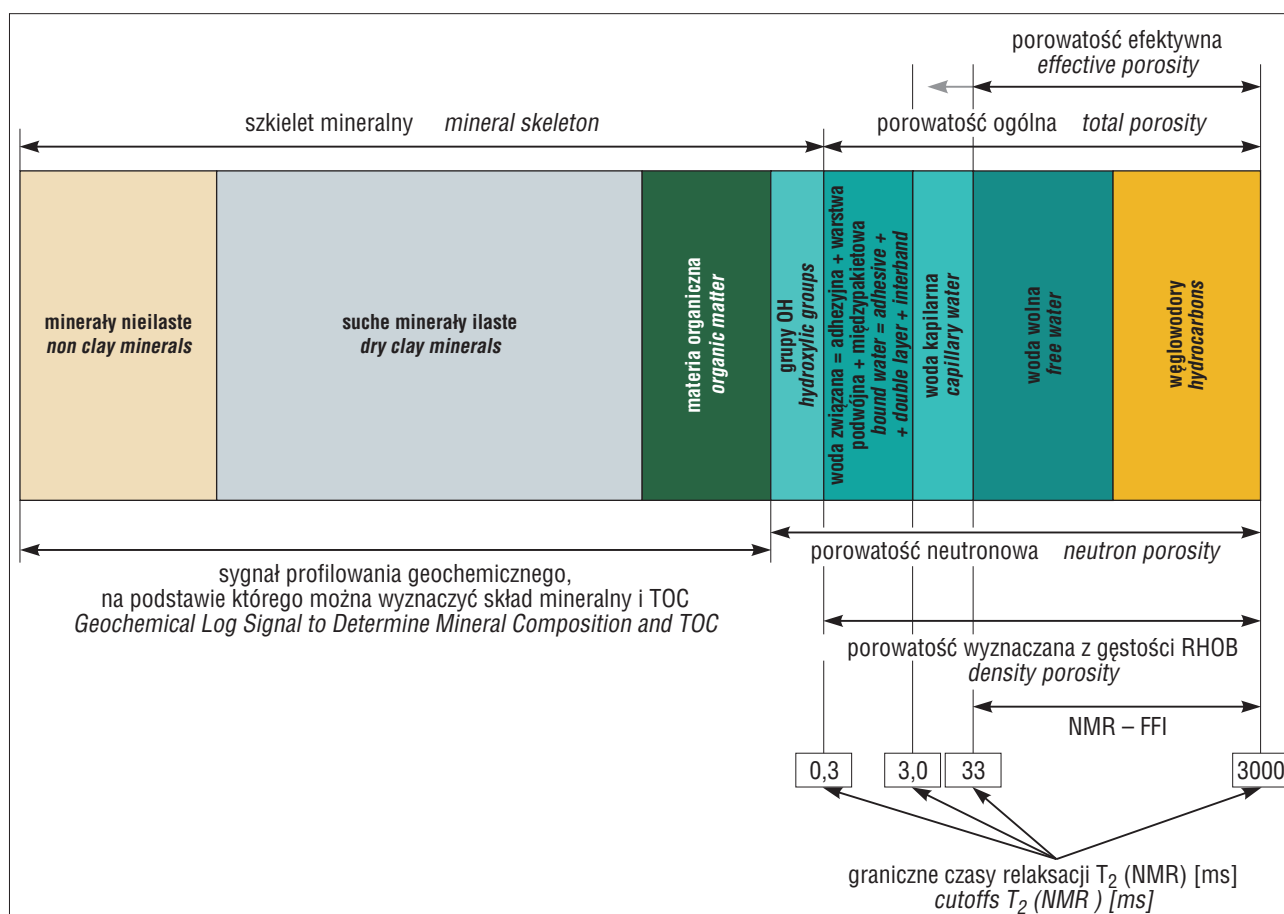 porowatość efektywna
effective porosity
szkielet mineralny mineral skeleton
porowatość ogólna total porosity
minerały nieilaste
non clay minerals
suche minerały ilaste
dry clay minerals
materia organiczna
organic matter
grupy OH
hydroxylic groups
woda związana = adhezyjna + warstwa
podwójna + międzypakietowa
bound water = adhesive +
+ double layer + interband
woda kapilarna
capillary water
woda wolna
free water
węglowodory
hydrocarbons
porowatość neutronowa neutron porosity
sygnał profilowania geochemicznego,
na podstawie którego można wyznaczyć skład mineralny i TOC
Geochemical Log Signal to Determine Mineral Composition and TOC
porowatość wyznaczana z gęstości RHOB
density porosity
NMR – FFI
0,3 3,0 33 3000
graniczne czasy relaksacji T₂ (NMR) [ms]
cutoffs T₂ (NMR ) [ms]